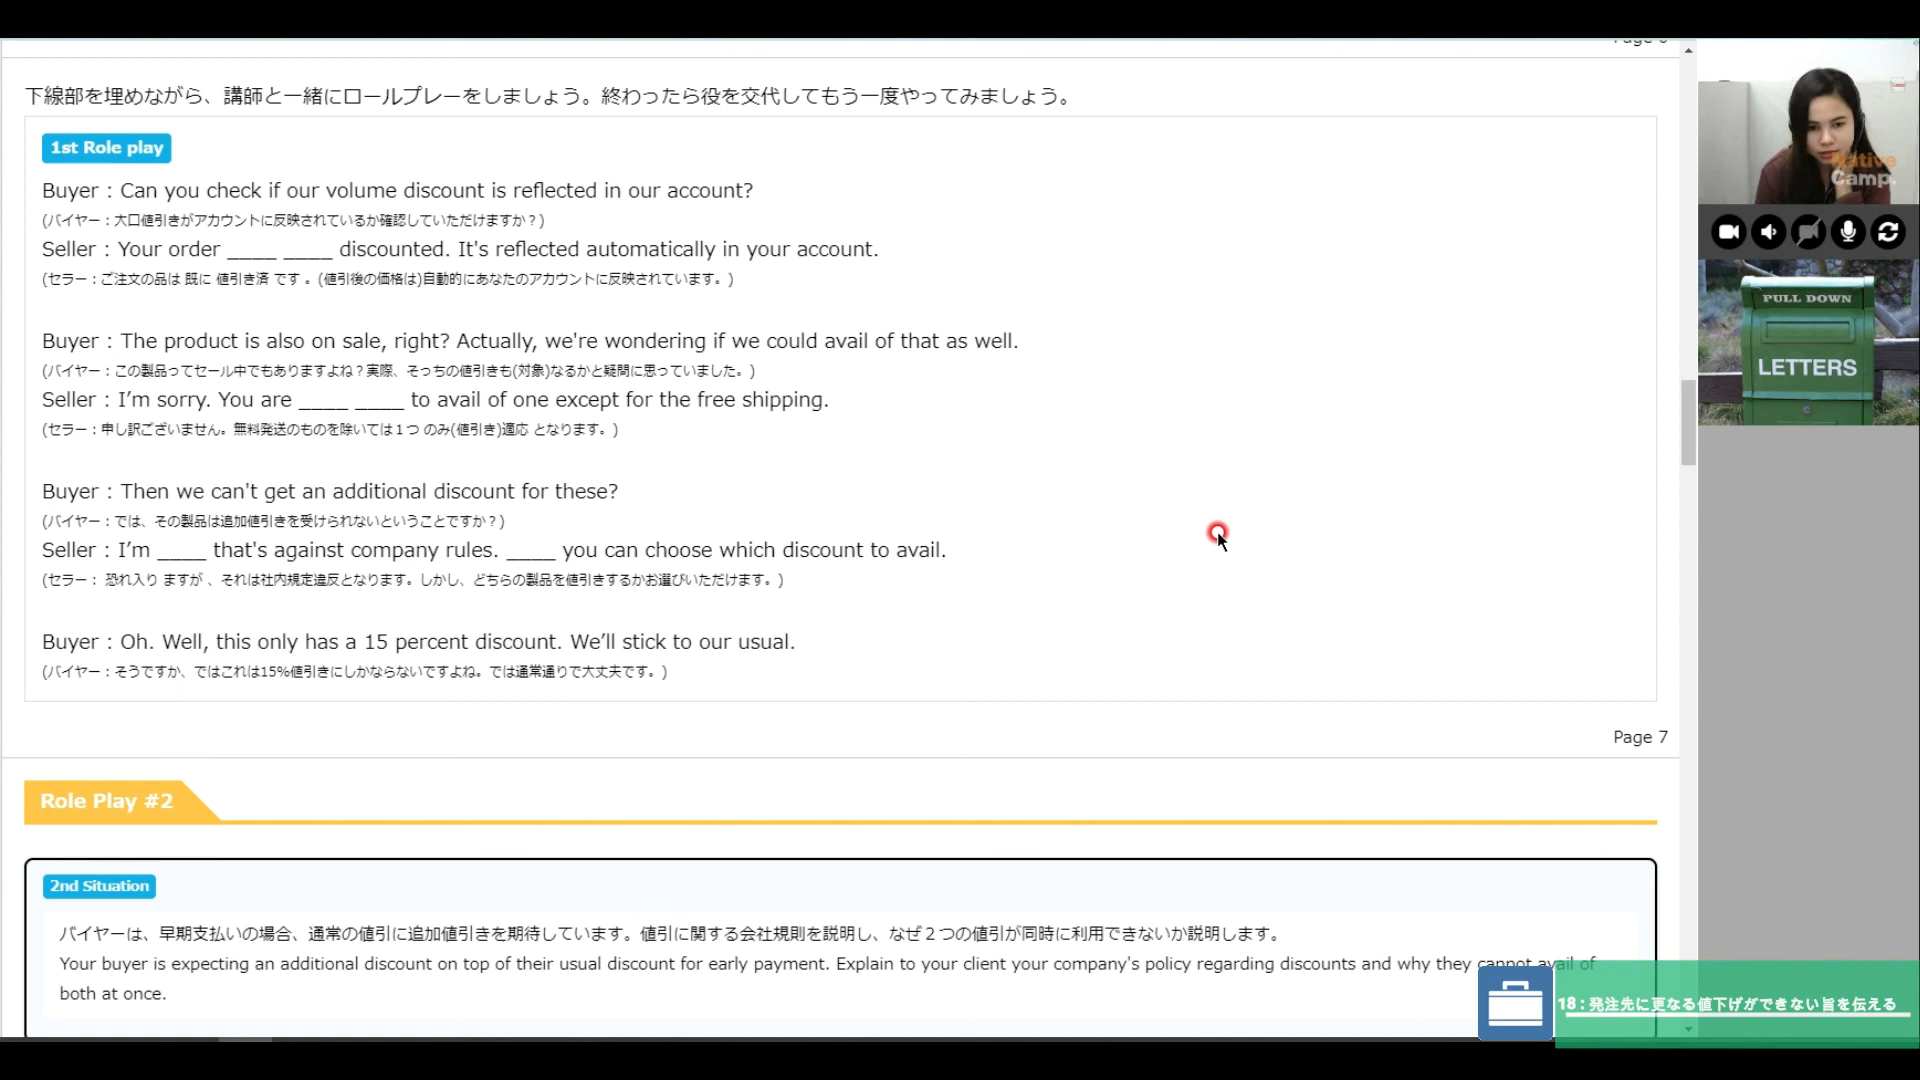 下線部を埋めながら、講師と一緒にロールプレーをしましょう。終わったら役を交代してもう一度やってみましょう。
1st Role play
Buyer : Can you check if our volume discount is reflected in our account?
(バイヤー : 大口値引きがアカウントに反映されているか確認していただけますか？)
Seller : Your order ____ ____ discounted. It's reflected automatically in your account.
(セラー : ご注文の品は 既に 値引き済 です 。(値引後の価格は)自動的にあなたのアカウントに反映されています。)
Buyer : The product is also on sale, right? Actually, we're wondering if we could avail of that as well.
(バイヤー : この製品ってセール中でもありますよね？実際、そっちの値引きも(対象)なるかと疑問に思っていました。)
Seller : I’m sorry. You are ____ ____ to avail of one except for the free shipping.
(セラー : 申し訳ございません。無料発送のものを除いては１つ のみ(値引き)適応 となります。)
Buyer : Then we can't get an additional discount for these?
(バイヤー : では、その製品は追加値引きを受けられないということですか？)
Seller : I’m ____ that's against company rules. ____ you can choose which discount to avail.
(セラー : 恐れ入り ますが 、それは社内規定違反となります。しかし、どちらの製品を値引きするかお選びいただけます。)
Buyer : Oh. Well, this only has a 15 percent discount. We’ll stick to our usual.
(バイヤー : そうですか、ではこれは15%値引きにしかならないですよね。では通常通りで大丈夫です。)
Page 7
Role Play #2
2nd Situation
バイヤーは、早期支払いの場合、通常の値引に追加値引きを期待しています。値引に関する会社規則を説明し、なぜ２つの値引が同時に利用できないか説明します。
Your buyer is expecting an additional discount on top of their usual discount for early payment. Explain to your client your company's policy regarding discounts and why they cannot avail of
both at once.
Native
Camp.
PULL DOWN
LETTERS
18 : 発注先に更なる値下げができない旨を伝える